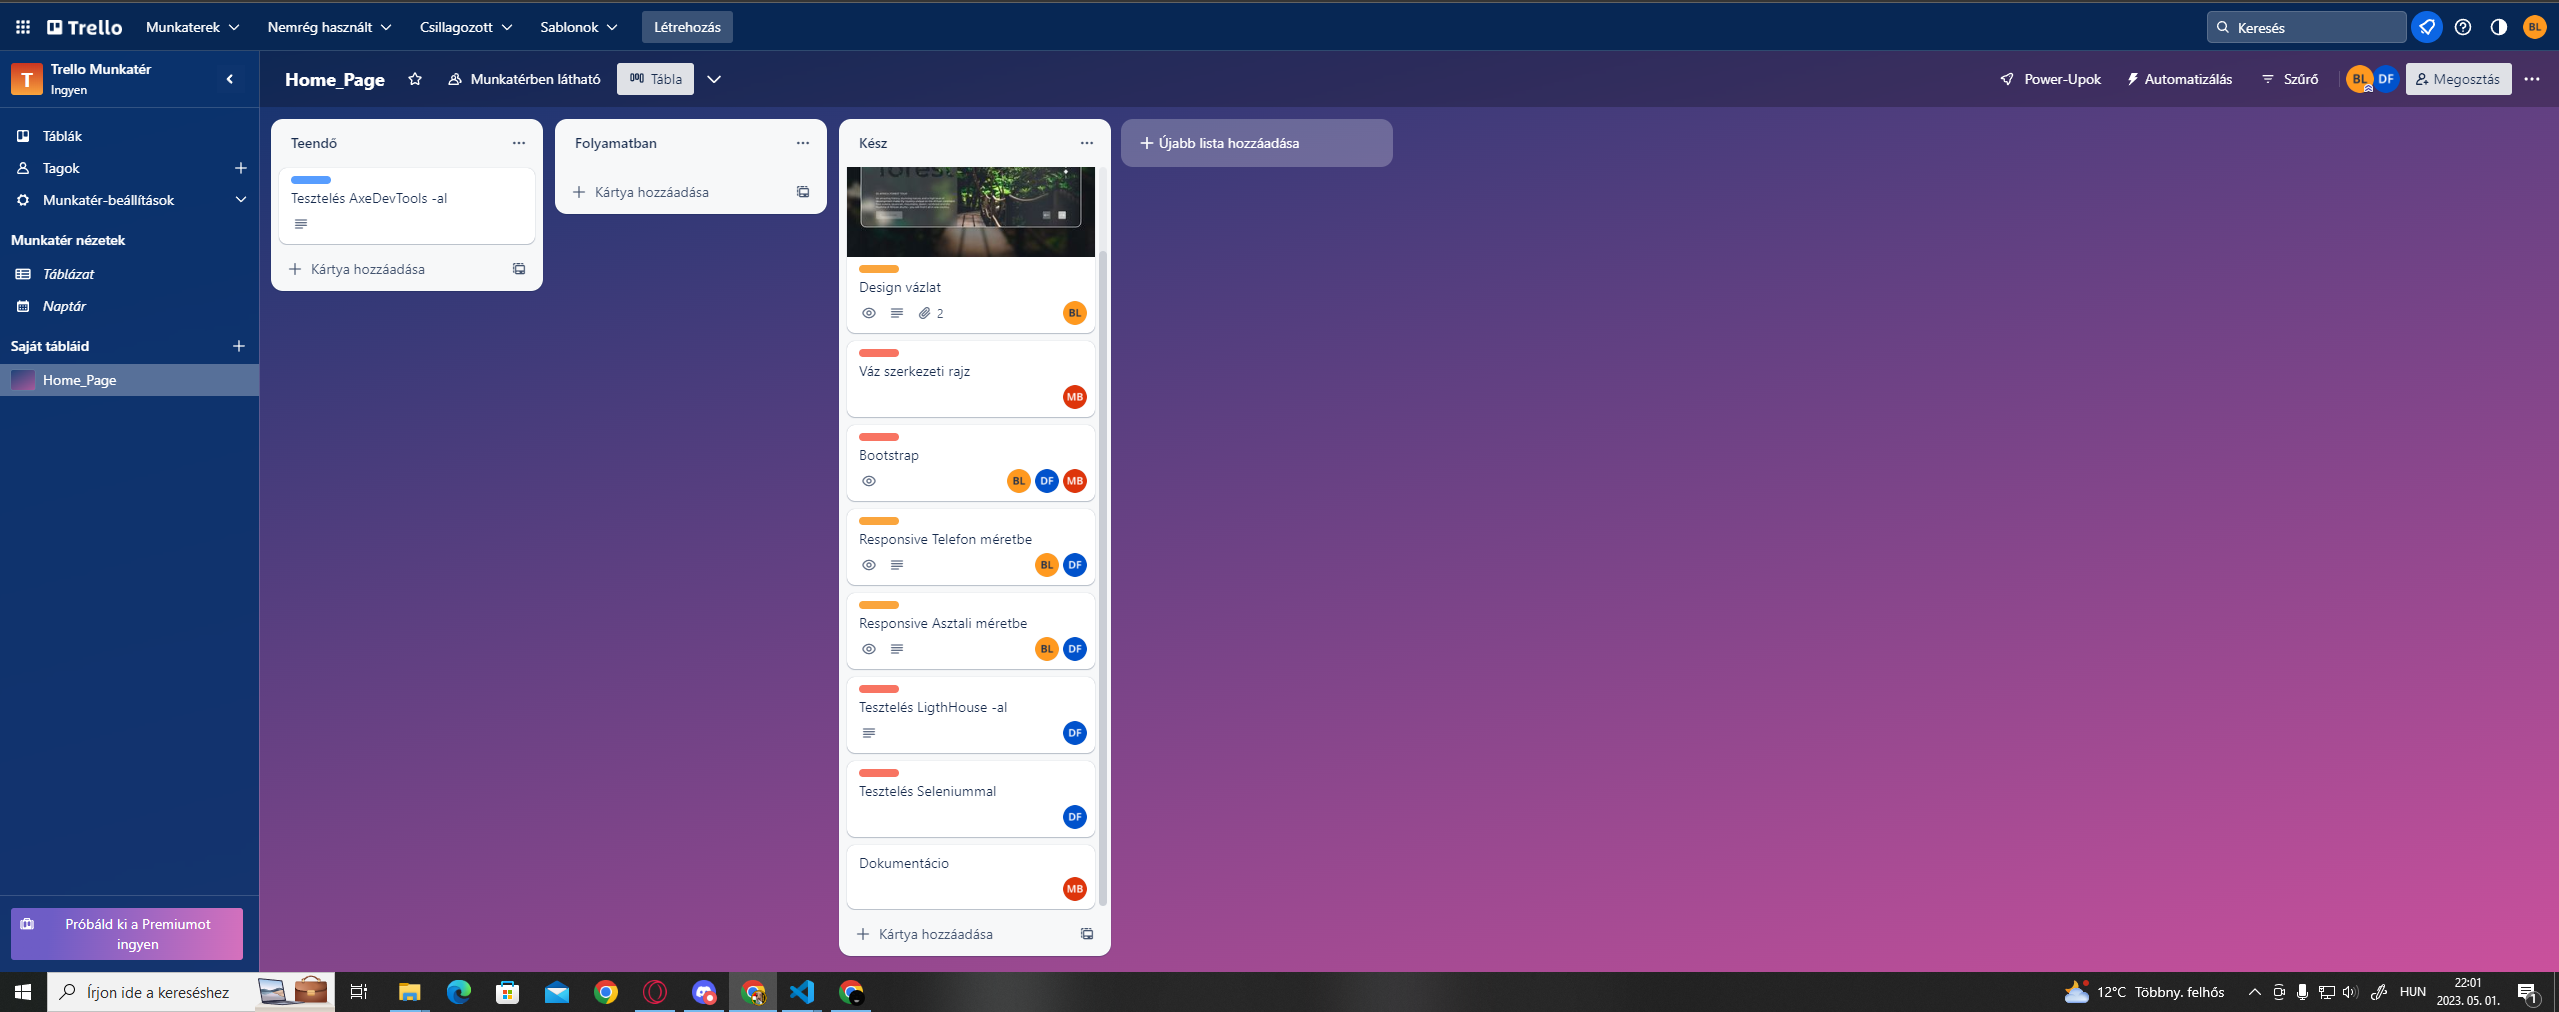 Trello
Munkaterek
Nemrég használt
Csillagozott
Sablonok
Létrehozás
Keresés
BL
T
Trello Munkatér
Ingyen
Home_Page
Munkatérben látható
Tábla
Power-Upok
Automatizálás
Szűrő
BL
DF
Megosztás
Táblák
Tagok
Munkatér-beállítások
Munkatér nézetek
Táblázat
Naptár
Saját tábláid
Home_Page
Próbáld ki a Premiumot
ingyen
Teendő
Tesztelés AxeDevTools -al
Kártya hozzáadása
Folyamatban
Kártya hozzáadása
Kész
forest
Design vázlat
2
BL
Váz szerkezeti rajz
MB
Bootstrap
BL DF MB
Responsive Telefon méretbe
BL DF
Responsive Asztali méretbe
BL DF
Tesztelés LigthHouse -al
DF
Tesztelés Seleniummal
DF
Dokumentácio
MB
Kártya hozzáadása
Újabb lista hozzáadása
Írjon ide a kereséshez
12°C Többny. felhős
HUN
22:01
2023. 05. 01.
1